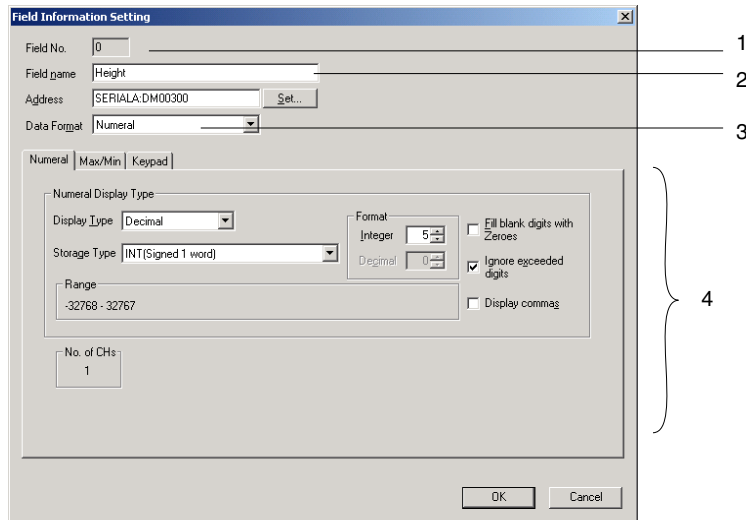 Field Information Setting
Field No. 0
1
Field name Height
2
Address SERIALA:DM00300 Set...
Data Format Numeral
3
Numeral Max/Min Keypad
Numeral Display Type
Display Type Decimal
Format
Integer 5
Fill blank digits with
Zeroes
Storage Type INT(Signed 1 word)
Decimal 0
Ignore exceeded
digits
Range
-32768 - 32767
Display commas
4
No. of CHs
1
OK Cancel